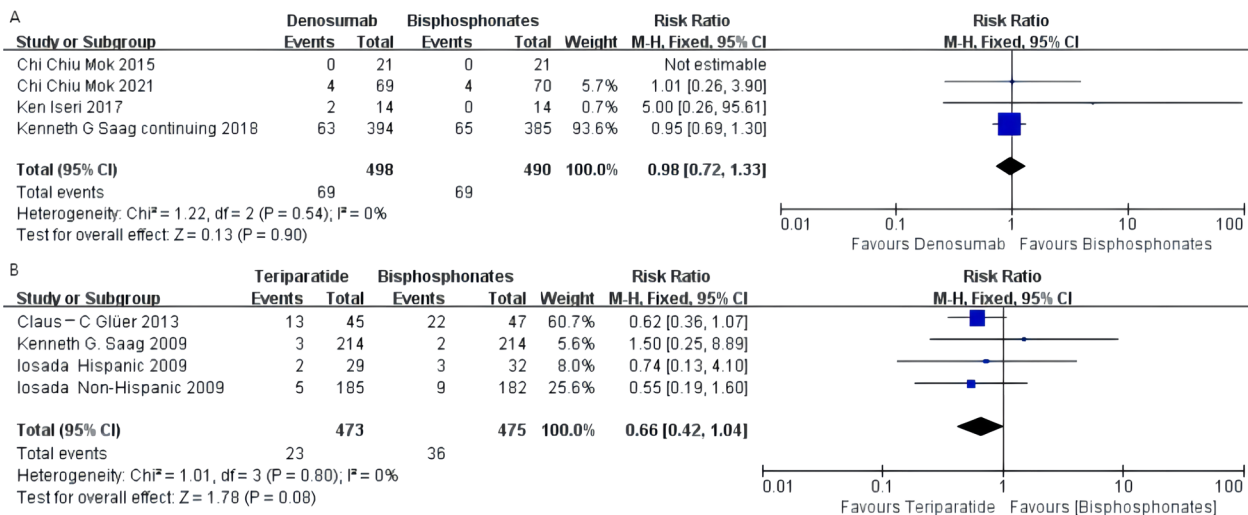 A
Denosumab Bisphosphonates Risk Ratio Risk Ratio
Study or Subgroup Events Total Events Total Weight M-H, Fixed, 95% CI M-H, Fixed, 95% CI
Chi Chiu Mok 2015 0 21 0 21 Not estimable
Chi Chiu Mok 2021 4 69 4 70 5.7% 1.01 [0.26, 3.90]
Ken Iseri 2017 2 14 0 14 0.7% 5.00 [0.26, 95.61]
Kenneth G Saag continuing 2018 63 394 65 385 93.6% 0.95 [0.69, 1.30]
Total (95% CI) 498 490 100.0% 0.98 [0.72, 1.33]
Total events 69 69
Heterogeneity: Chi² = 1.22, df = 2 (P = 0.54); I² = 0%
Test for overall effect: Z = 0.13 (P = 0.90)
0.01 0.1 1 10 100
Favours Denosumab Favours Bisphosphonates
B
Teriparatide Bisphosphonates Risk Ratio Risk Ratio
Study or Subgroup Events Total Events Total Weight M-H, Fixed, 95% CI M-H, Fixed, 95% CI
Claus－C Glüer 2013 13 45 22 47 60.7% 0.62 [0.36, 1.07]
Kenneth G. Saag 2009 3 214 2 214 5.6% 1.50 [0.25, 8.89]
losada Hispanic 2009 2 29 3 32 8.0% 0.74 [0.13, 4.10]
losada Non-Hispanic 2009 5 185 9 182 25.6% 0.55 [0.19, 1.60]
Total (95% CI) 473 475 100.0% 0.66 [0.42, 1.04]
Total events 23 36
Heterogeneity: Chi² = 1.01, df = 3 (P = 0.80); I² = 0%
Test for overall effect: Z = 1.78 (P = 0.08)
0.01 0.1 1 10 100
Favours Teriparatide Favours [Bisphosphonates]